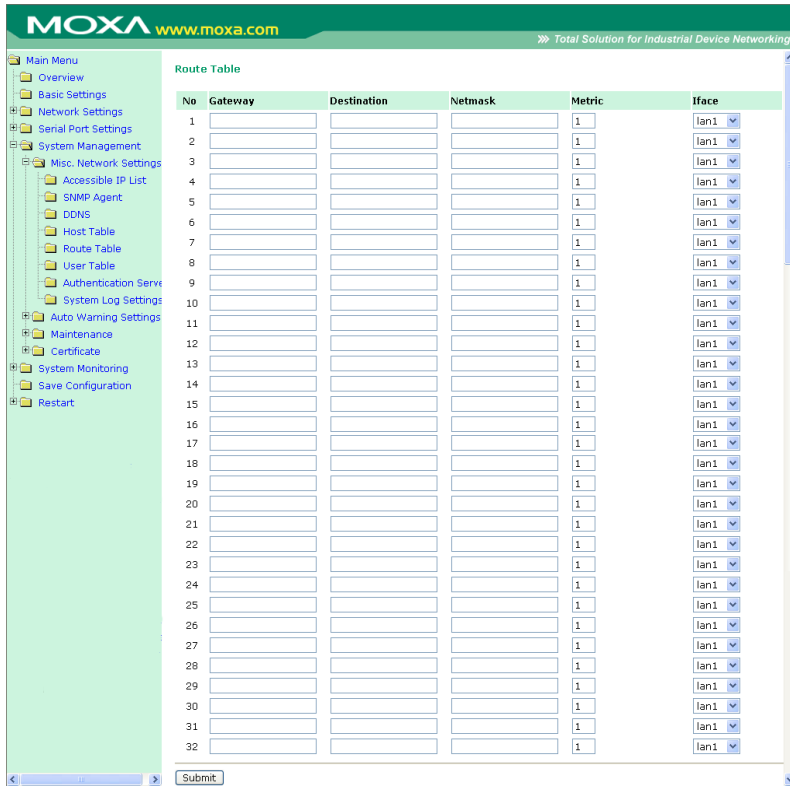 MOXA www.moxa.com
Total Solution for Industrial Device Networking
Main Menu
Overview
Basic Settings
Network Settings
Serial Port Settings
System Management
Misc. Network Settings
Accessible IP List
SNMP Agent
DDNS
Host Table
Route Table
User Table
Authentication Serve
System Log Settings
Auto Warning Settings
Maintenance
Certificate
System Monitoring
Save Configuration
Restart
Route Table
No Gateway Destination Netmask Metric Iface
1 1 lan1
2 1 lan1
3 1 lan1
4 1 lan1
5 1 lan1
6 1 lan1
7 1 lan1
8 1 lan1
9 1 lan1
10 1 lan1
11 1 lan1
12 1 lan1
13 1 lan1
14 1 lan1
15 1 lan1
16 1 lan1
17 1 lan1
18 1 lan1
19 1 lan1
20 1 lan1
21 1 lan1
22 1 lan1
23 1 lan1
24 1 lan1
25 1 lan1
26 1 lan1
27 1 lan1
28 1 lan1
29 1 lan1
30 1 lan1
31 1 lan1
32 1 lan1
Submit